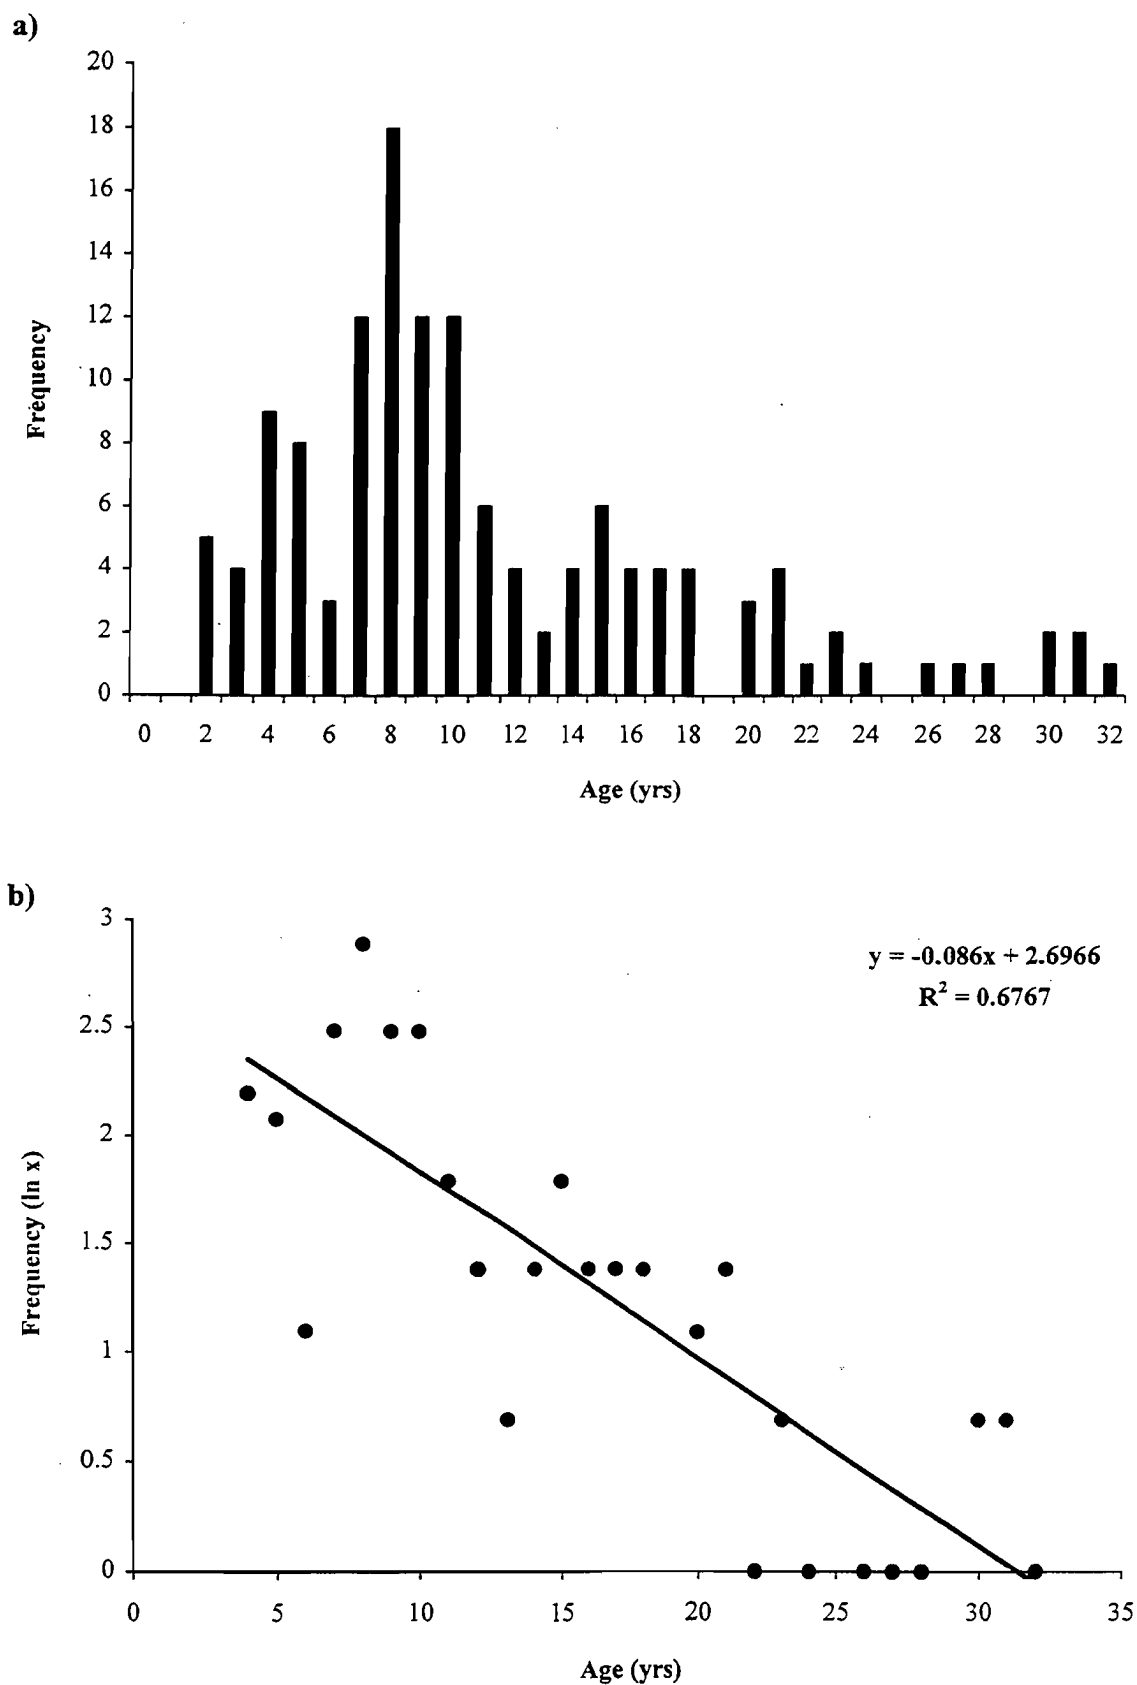 a)
20
18
16
14
12
10
8
6
4
2
0
Frequency
0 2 4 6 8 10 12 14 16 18 20 22 24 26 28 30 32
Age (yrs)
b)
3
2.5
2
1.5
1
0.5
0
Frequency (ln x)
y = -0.086x + 2.6966
R² = 0.6767
0 5 10 15 20 25 30 35
Age (yrs)